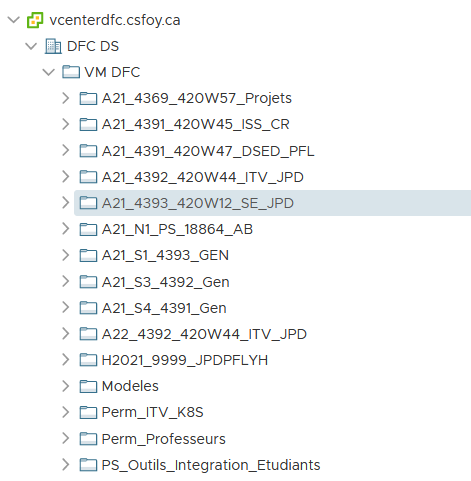 vcenterdfc.csfoy.ca
DFC DS
VM DFC
A21_4369_420W57_Projets
A21_4391_420W45_ISS_CR
A21_4391_420W47_DSED_PFL
A21_4392_420W44_ITV_JPD
A21_4393_420W12_SE_JPD
A21_N1_PS_18864_AB
A21_S1_4393_GEN
A21_S3_4392_Gen
A21_S4_4391_Gen
A22_4392_420W44_ITV_JPD
H2021_9999_JPDPFLYH
Modeles
Perm_ITV_K8S
Perm_Professeurs
PS_Outils_Integration_Etudiants